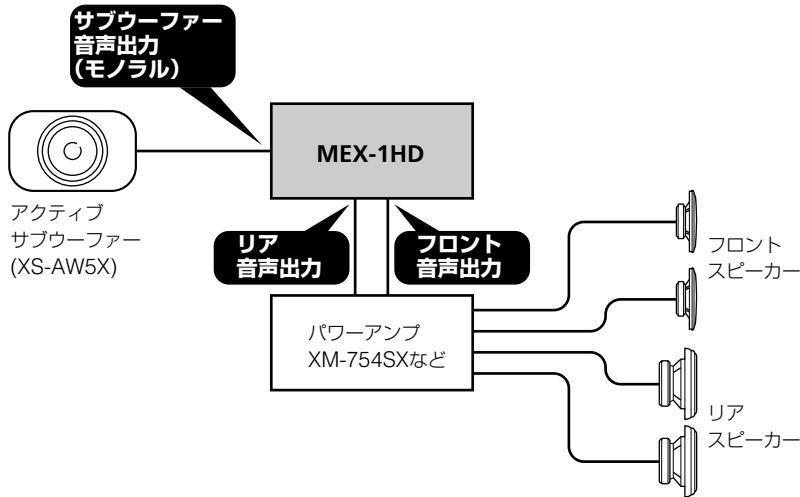 サブウーファー
音声出力
（モノラル）
MEX-1HD
アクティブ
サブウーファー
(XS-AW5X)
リア
音声出力
フロント
音声出力
フロント
スピーカー
パワーアンプ
XM-754SXなど
リア
スピーカー